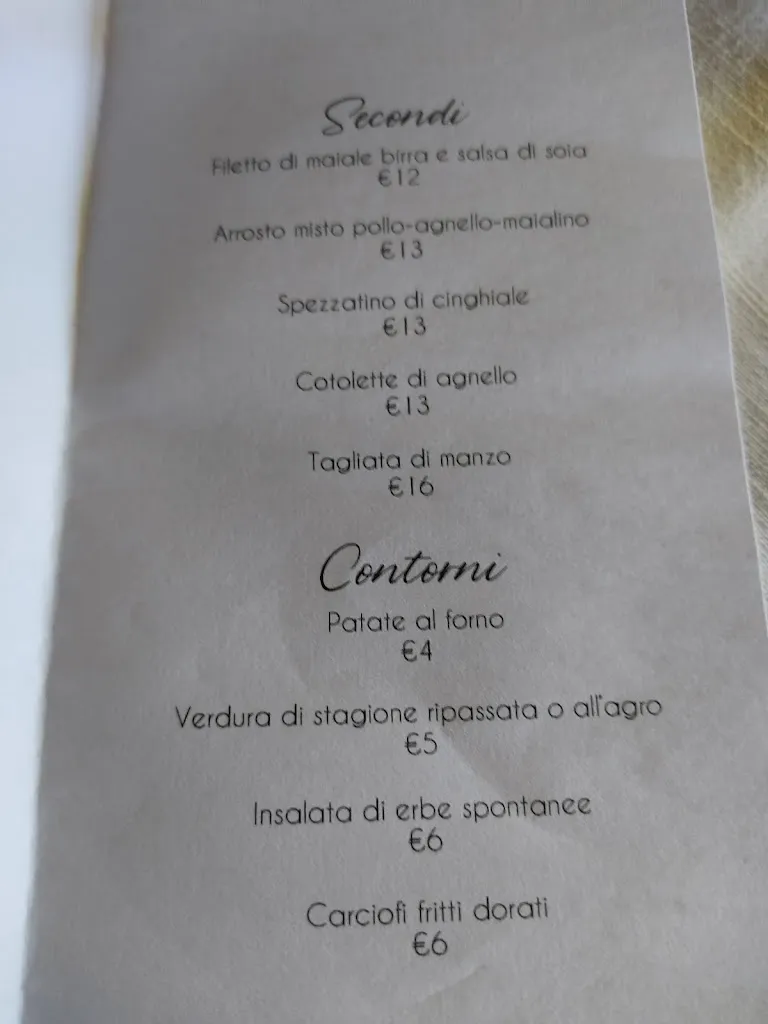 Secondi
Filetto di maiale birra e salsa di soia
€12
Arrosto misto pollo-agnello-maialino
€13
Spezzatino di cinghiale
€13
Cotolette di agnello
€13
Tagliata di manzo
€16
Contorni
Patate al forno
€4
Verdura di stagione ripassata o all'agro
€5
Insalata di erbe spontanee
€6
Carciofi fritti dorati
€6